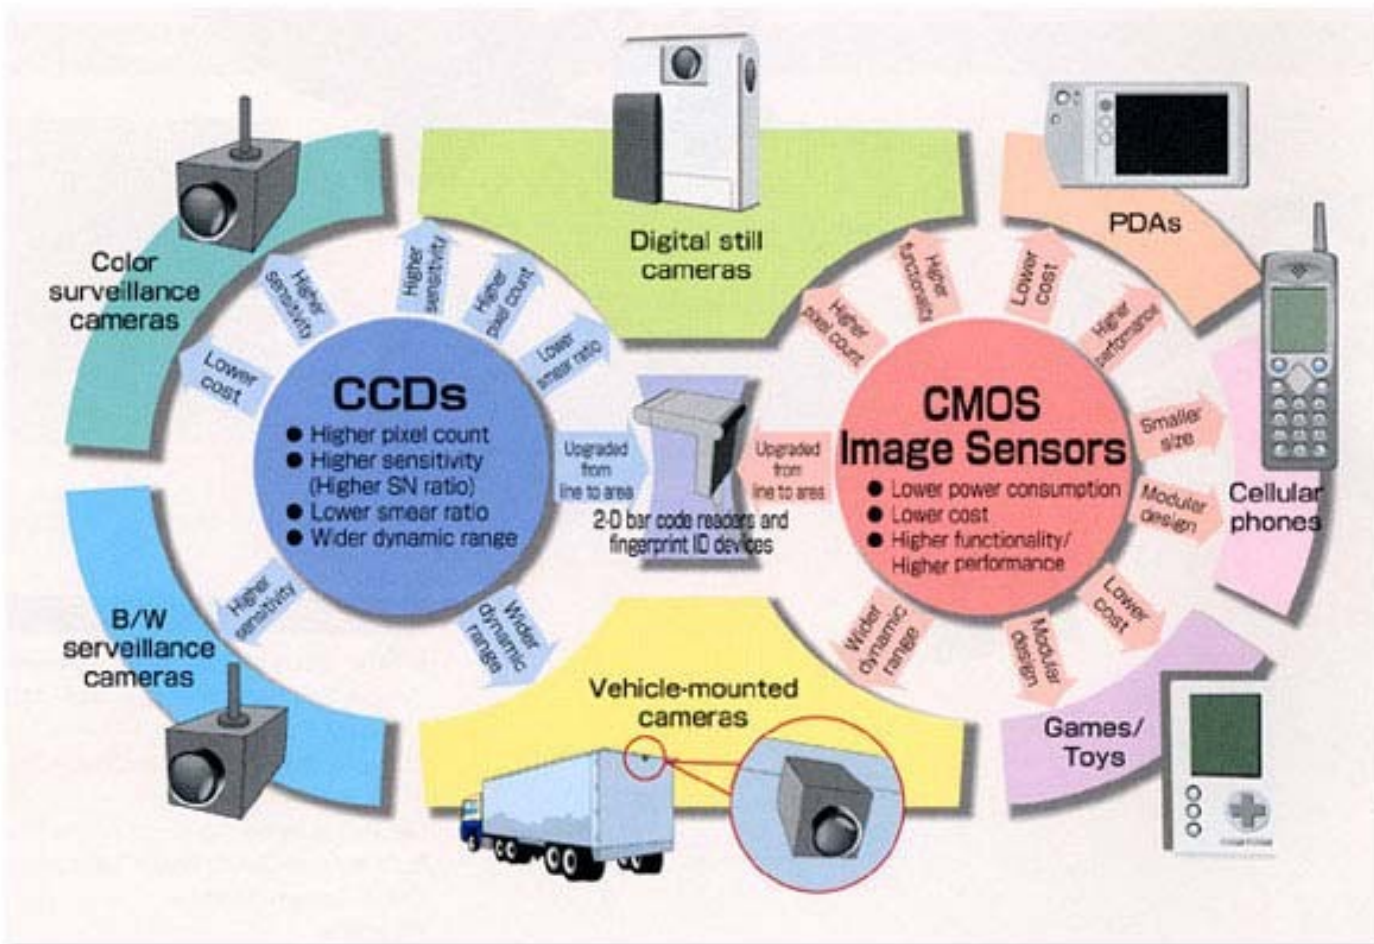 Digital still
cameras
PDAs
Color
surveillance
cameras
Higher
sensitivity
Lower
cost
Higher
sensitivity
Higher
pixel count
Lower
smear ratio
CCDs
● Higher pixel count
● Higher sensitivity
(Higher SN ratio)
● Lower smear ratio
● Wider dynamic range
Higher
sensitivity
Wider
dynamic
range
Upgraded
from
line to area
2-D bar code readers and
fingerprint ID devices
Upgraded
from
line to area
Higher
pixel count
Higher
functionality
Lower
cost
Higher
perfomance
CMOS
Image Sensors
● Lower power consumption
● Lower cost
● Higher functionality/
Higher performance
Smaller
size
Modular
design
Cellular
phones
Lower
cost
Modular
design
Wider
dynamic
range
B/W
serveillance
cameras
Vehicle-mounted
cameras
Games/
Toys